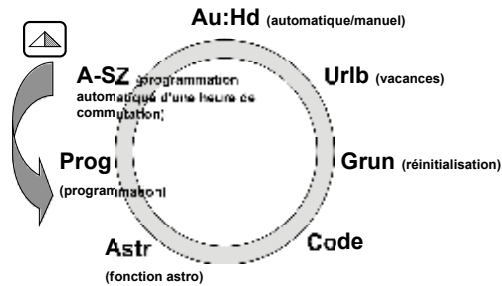 Au:Hd (automatique/manuel)
A-SZ (programmation
automatique d'une heure de
commutation)
Urlb (vacances)
Prog
(programmation)
Grun (réinitialisation)
Astr
(fonction astro)
Code